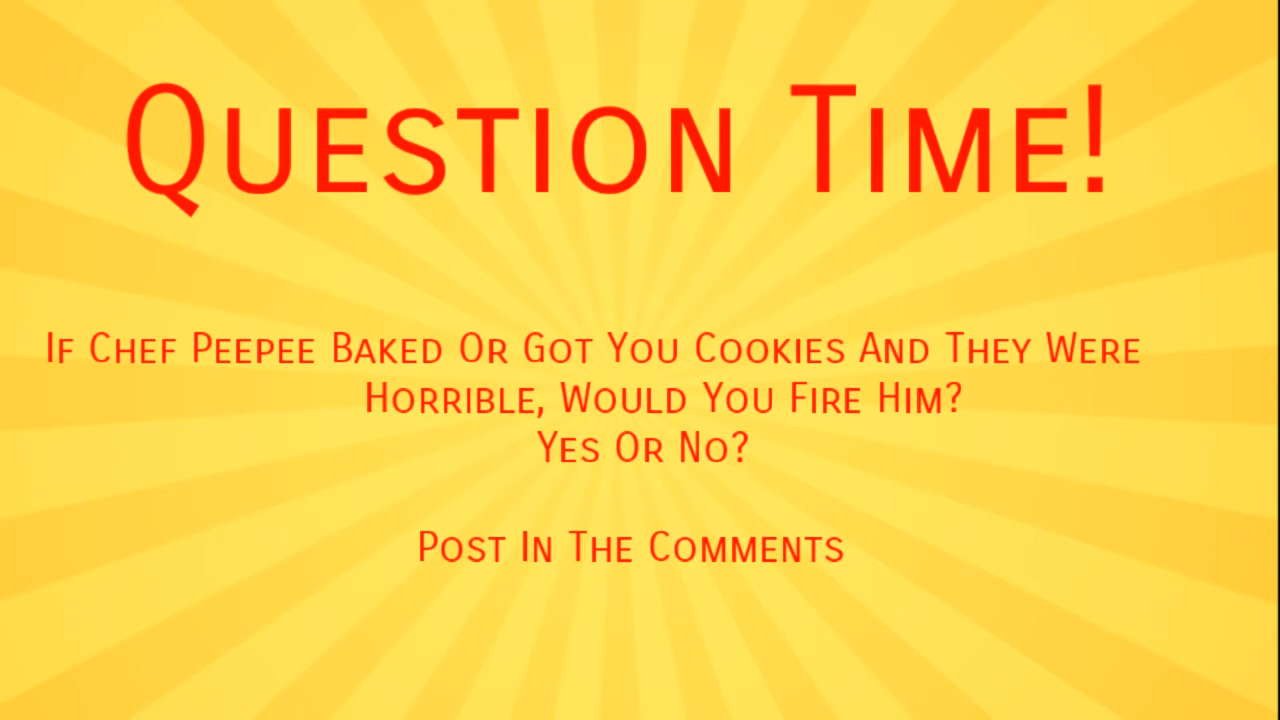 Question Time!
If Chef Peepee Baked Or Got You Cookies And They Were
Horrible, Would You Fire Him?
Yes Or No?
Post In The Comments